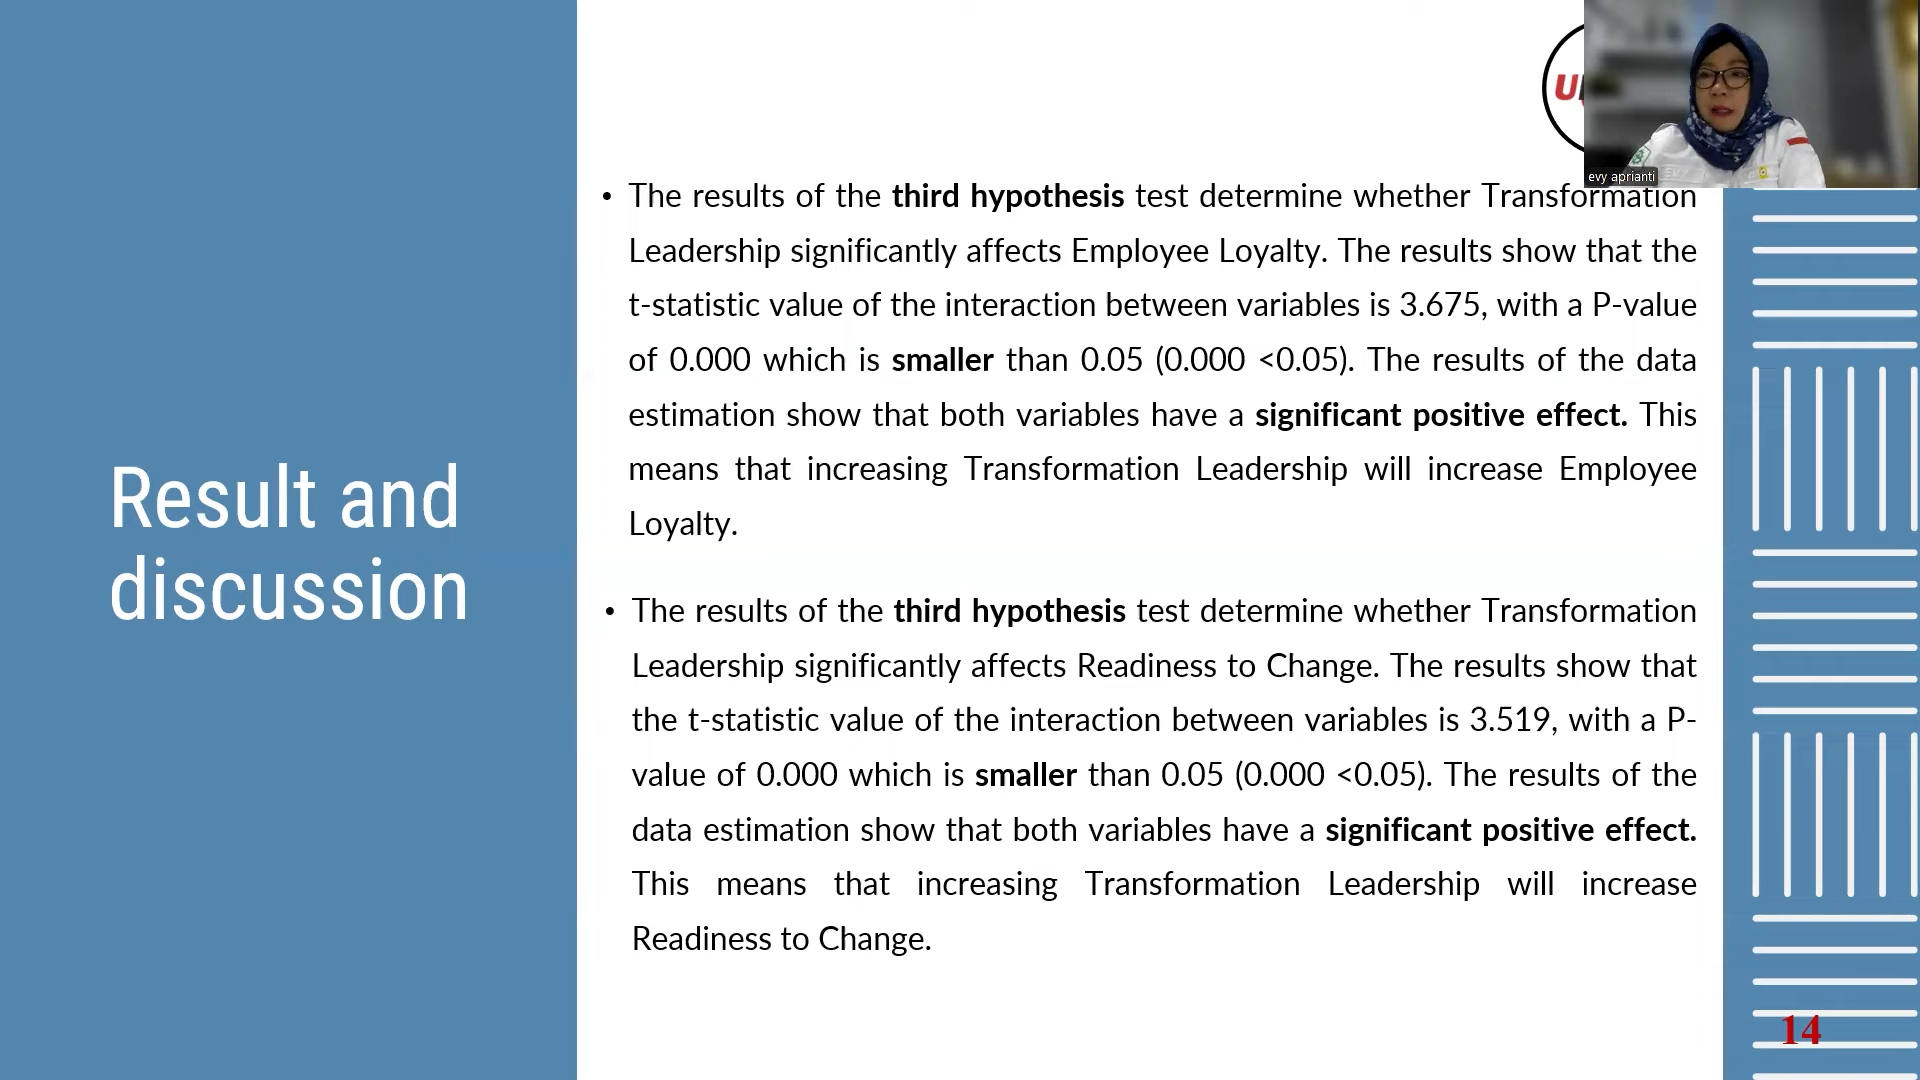 U
evy aprianti
• The results of the third hypothesis test determine whether Transformation
Leadership significantly affects Employee Loyalty. The results show that the
t-statistic value of the interaction between variables is 3.675, with a P-value
of 0.000 which is smaller than 0.05 (0.000 <0.05). The results of the data
estimation show that both variables have a significant positive effect. This
means that increasing Transformation Leadership will increase Employee
Loyalty.
Result and
discussion
• The results of the third hypothesis test determine whether Transformation
Leadership significantly affects Readiness to Change. The results show that
the t-statistic value of the interaction between variables is 3.519, with a P-
value of 0.000 which is smaller than 0.05 (0.000 <0.05). The results of the
data estimation show that both variables have a significant positive effect.
This means that increasing Transformation Leadership will increase
Readiness to Change.
14